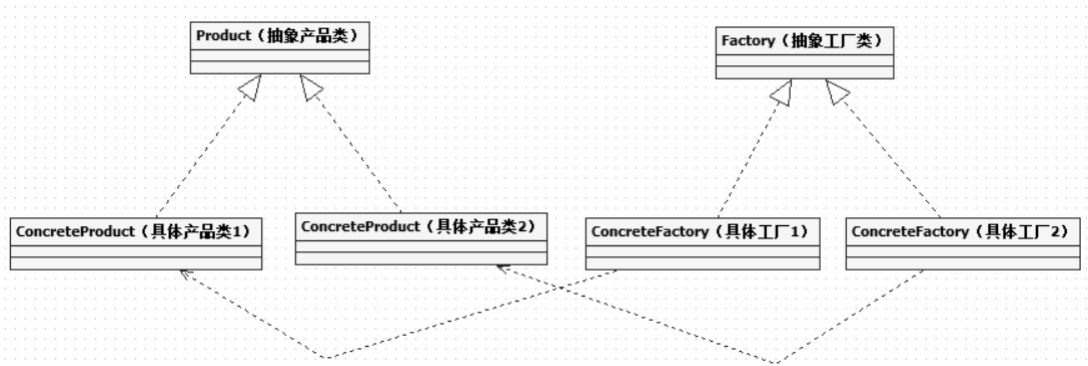 Product（抽象产品类）
Factory（抽象工厂类）
ConcreteProduct（具体产品类1）
ConcreteProduct（具体产品类2）
ConcreteFactory（具体工厂1）
ConcreteFactory（具体工厂2）